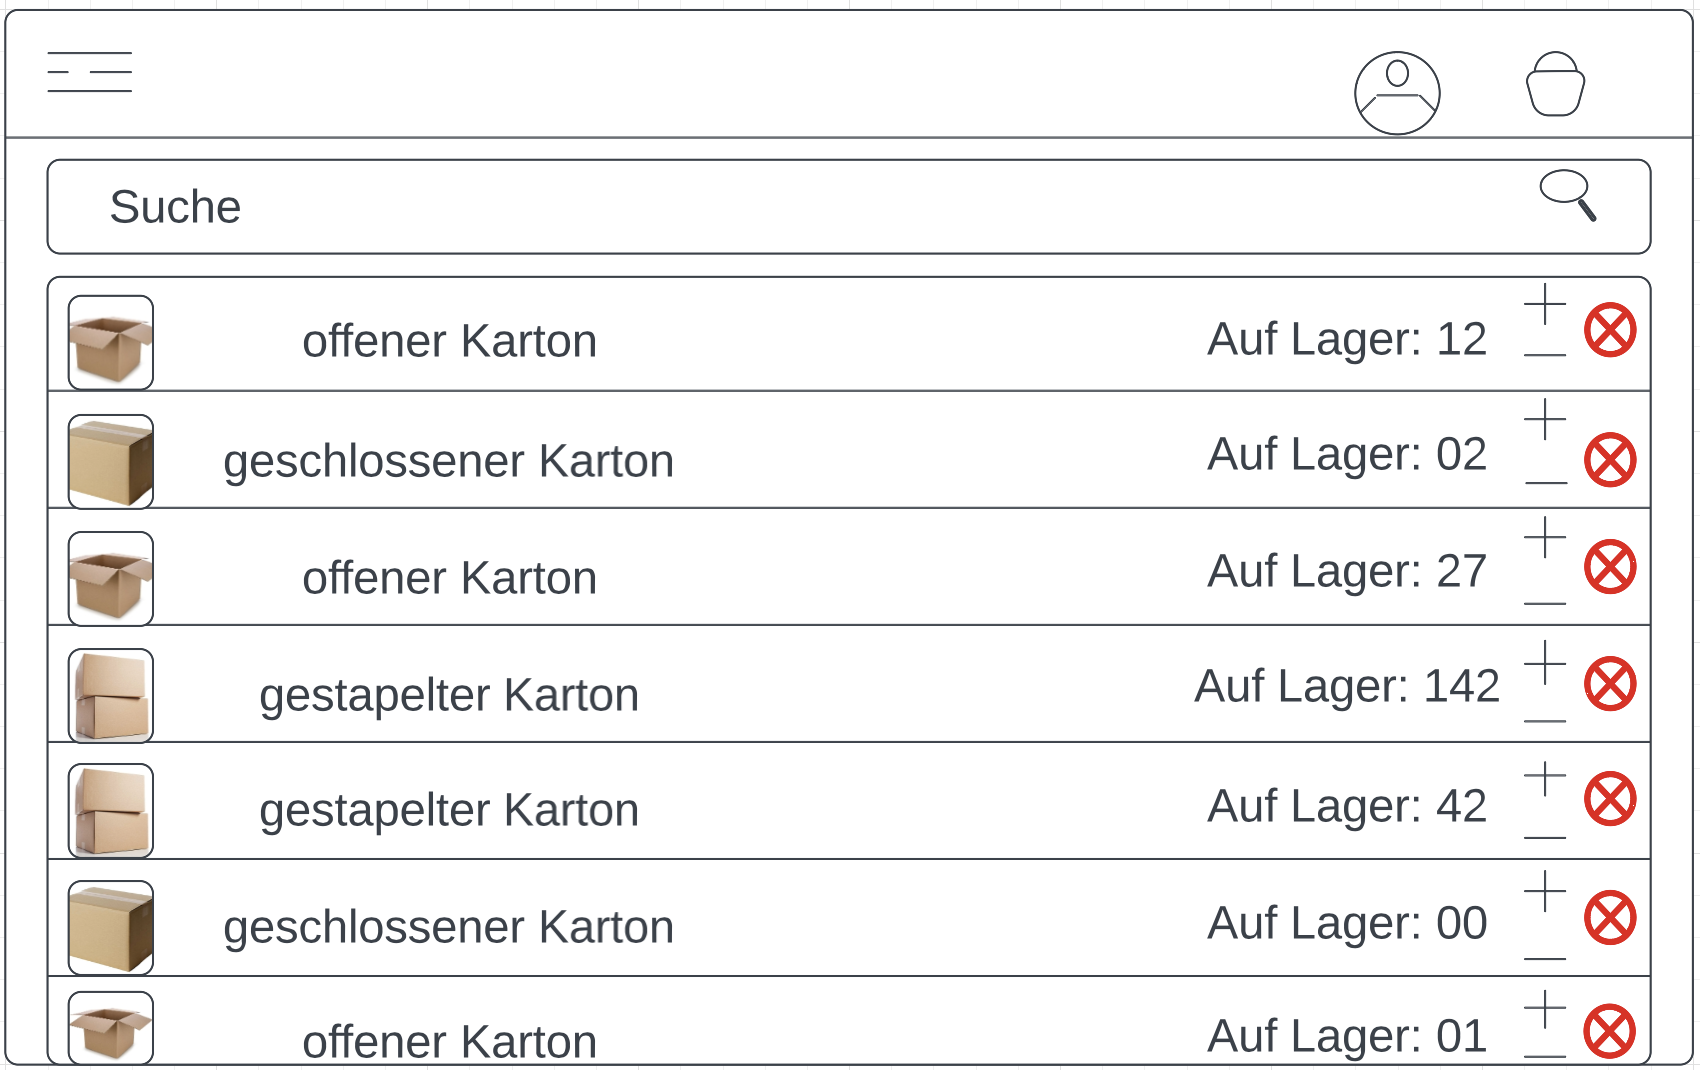 Suche
offener Karton Auf Lager: 12
geschlossener Karton Auf Lager: 02
offener Karton Auf Lager: 27
gestapelter Karton Auf Lager: 142
gestapelter Karton Auf Lager: 42
geschlossener Karton Auf Lager: 00
offener Karton Auf Lager: 01